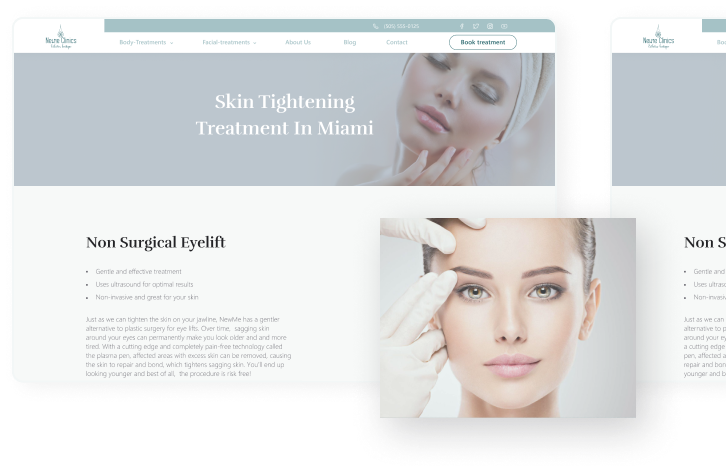 (305) 506-0105
NewMe Clinics
Body-Treatments
Facial-treatments
About Us
Blog
Contact
Book treatment
Skin Tightening
Treatment In Miami
Non Surgical Eyelift
Gentle and effective treatment
Uses ultrasound for optimal results
Non-invasive and great for your skin
Just as we can tighten the skin on your jawline, NewMe has a gentler
alternative to plastic surgery for eye lifts. Over time, sagging skin
around your eyes can permanently make you look older and and more
tired. With a cutting edge and completely pain-free technology called
the plasma pen, affected areas with excess skin can be removed, causing
the skin to repair and bond, which tightens sagging skin. You'll end up
looking younger and best of all, the procedure is risk free!
NewMe Clinics
Non S
Gentle and
Uses ultraso
Non-invasiv
Just as we can
alternative to p
around your ey
a cutting edge
pen, affected a
repair and bon
younger and b